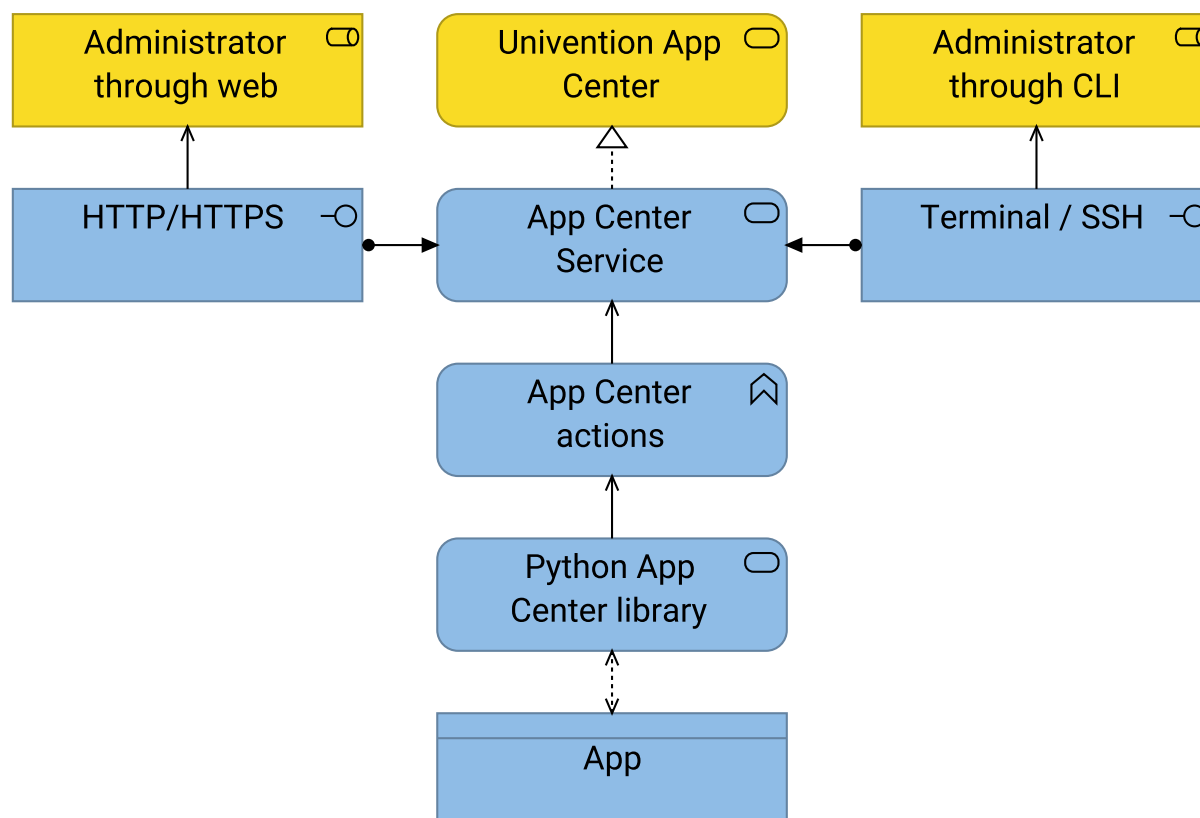 Administrator
through web
Univention App
Center
Administrator
through CLI
HTTP/HTTPS
App Center
Service
Terminal / SSH
App Center
actions
Python App
Center library
App